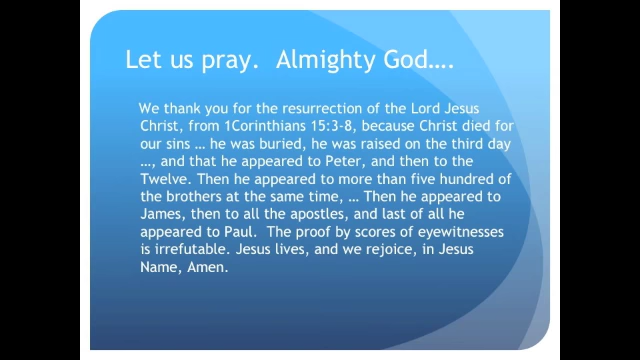 Let us pray.  Almighty God….
We thank you for the resurrection of the Lord Jesus
Christ, from 1Corinthians 15:3-8, because Christ died for
our sins … he was buried, he was raised on the third day
…, and that he appeared to Peter, and then to the
Twelve. Then he appeared to more than five hundred of
the brothers at the same time, … Then he appeared to
James, then to all the apostles, and last of all he
appeared to Paul.  The proof by scores of eyewitnesses
is irrefutable. Jesus lives, and we rejoice, in Jesus
Name, Amen.